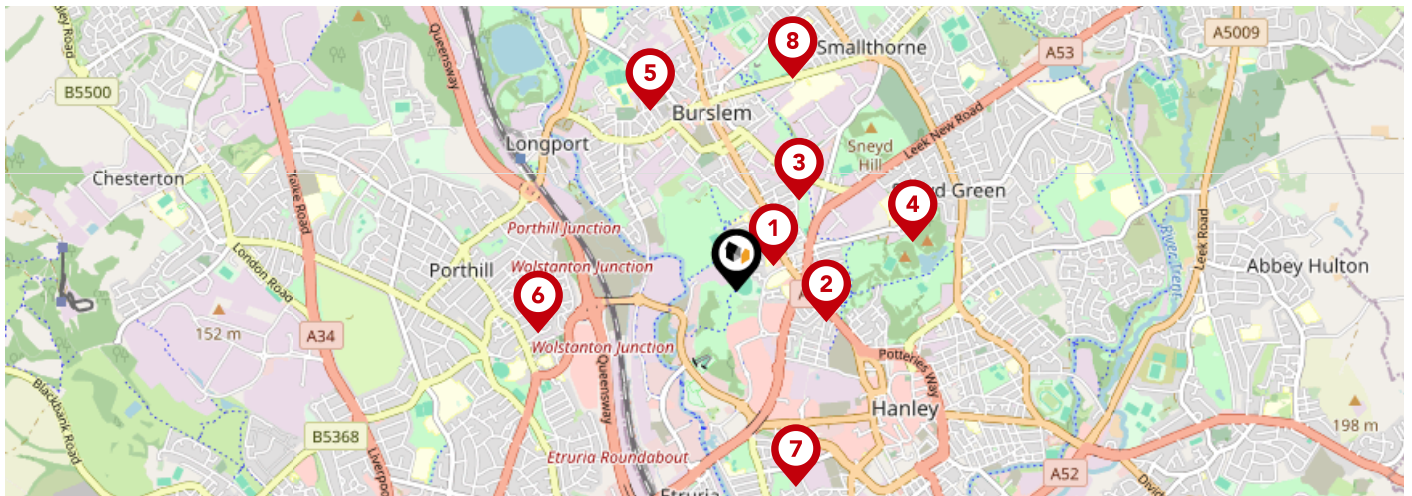 B5500
Queensway
5
Burslem
8
Smallthorne
A53
A5009
Longport
Chesterton
Sneyd
Hill
Leek New Road
3
4
Green
London Road
Porthill Junction
1
Porthill
Wolstanton Junction
Leek Road
Abbey Hulton
6
2
152 m
A34
Wolstanton Junction
Queensway
Potteries Way
Blackbank Road
Hanley
198 m
B5368
Etruria Roundabout
7
A52
Etruria